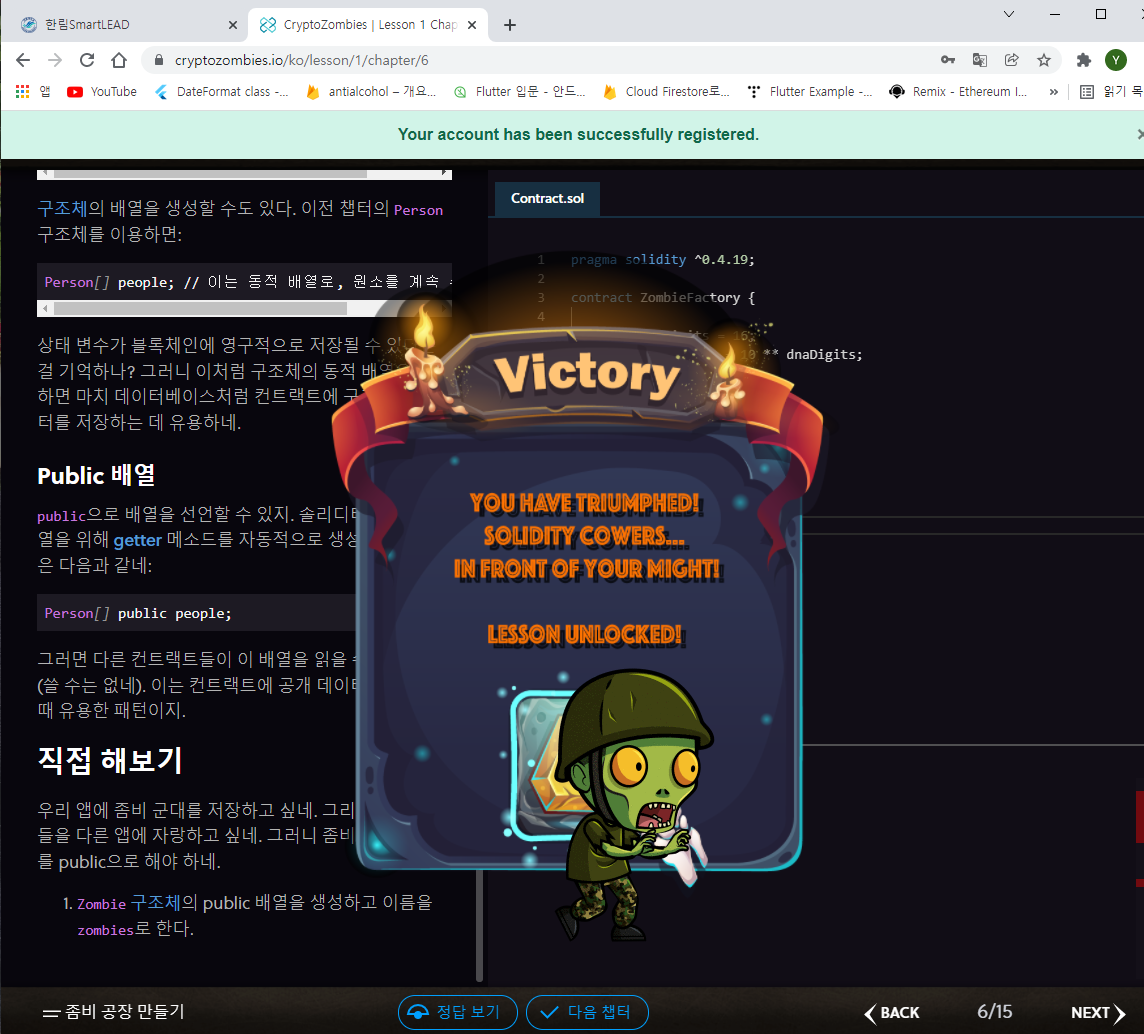 한림SmartLEAD
CryptoZombies | Lesson 1 Chap
cryptozombies.io/ko/lesson/1/chapter/6
Y
앱
YouTube
DateFormat class -...
antialcohol – 개요...
Flutter 입문 - 안드...
Cloud Firestore로...
Flutter Example -...
Remix - Ethereum I...
»
읽기 목
Your account has been successfully registered.
구조체의 배열을 생성할 수도 있다. 이전 챕터의 Person
구조체를 이용하면:
Person[] people; // 이는 동적 배열로, 원소를 계속
상태 변수가 블록체인에 영구적으로 저장될 수 있
걸 기억하나? 그러니 이처럼 구조체의 동적 배열
하면 마치 데이터베이스처럼 컨트랙트에 구
터를 저장하는 데 유용하네.
Public 배열
public으로 배열을 선언할 수 있지. 솔리디티
열을 위해 getter 메소드를 자동적으로 생성
은 다음과 같네:
Person[] public people;
그러면 다른 컨트랙트들이 이 배열을 읽을 수
(쓸 수는 없네). 이는 컨트랙트에 공개 데이터
때 유용한 패턴이지.
직접 해보기
우리 앱에 좀비 군대를 저장하고 싶네. 그리
들을 다른 앱에 자랑하고 싶네. 그러니 좀비
를 public으로 해야 하네.
1. Zombie 구조체의 public 배열을 생성하고 이름을
zombies로 한다.
Contract.sol
1 pragma solidity ^0.4.19;
2
3 contract ZombieFactory {
4
digits = 16;
10 ** dnaDigits;
Victory
YOU HAVE TRIUMPHED!
SOLIDITY COWERS...
IN FRONT OF YOUR MIGHT!
LESSON UNLOCKED!
좀비 공장 만들기
정답 보기
다음 챕터
BACK
6/15
NEXT